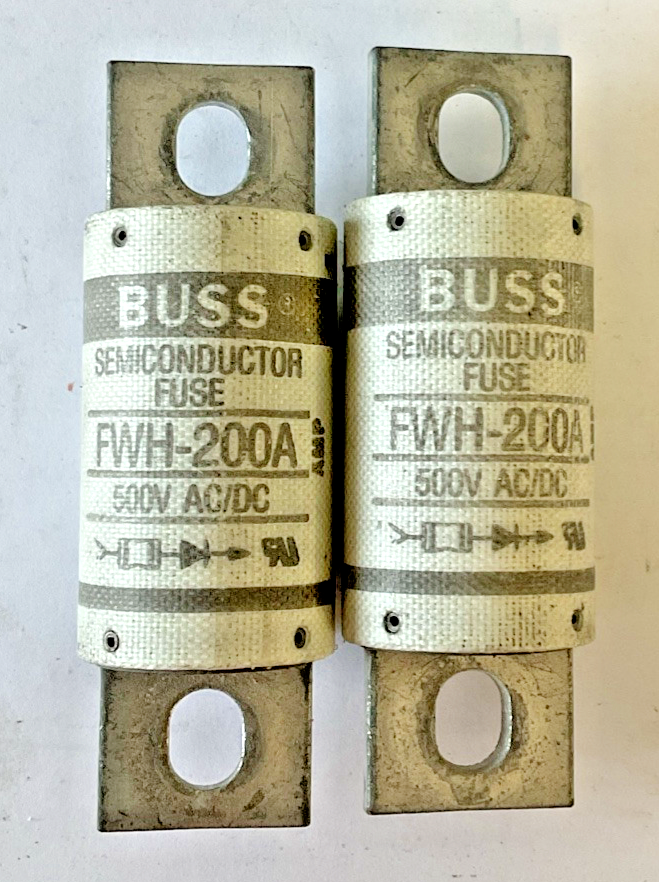 BUSS®
SEMICONDUCTOR
FUSE
FWH-200A
AMP
500V AC/DC
BUSS®
SEMICONDUCTOR
FUSE
FWH-200A
500V AC/DC